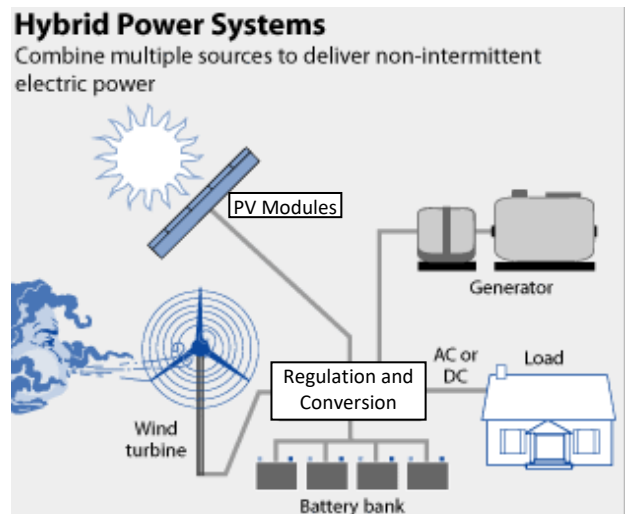 Hybrid Power Systems
Combine multiple sources to deliver non-intermittent
electric power
PV Modules
Generator
Regulation and
Conversion
AC or
DC
Load
Wind
turbine
Battery bank